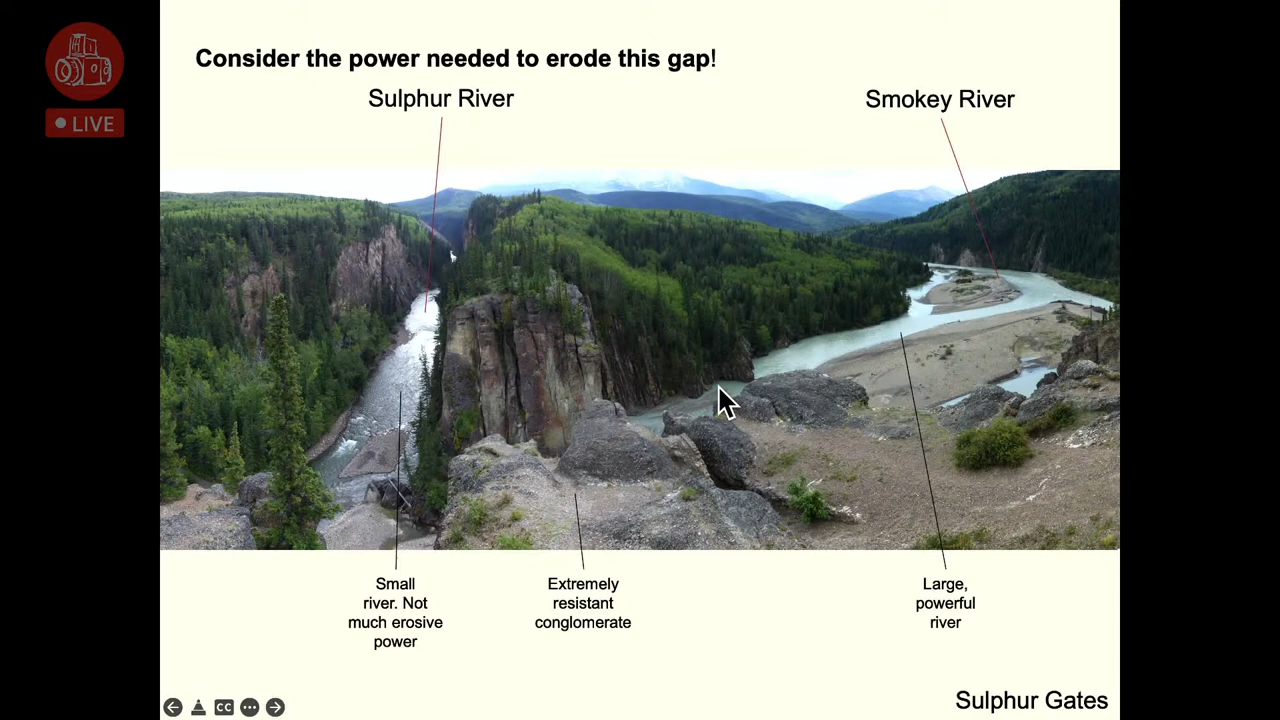 Consider the power needed to erode this gap!
Sulphur River
Smokey River
LIVE
Small
river. Not
much erosive
power
Extremely
resistant
conglomerate
Large,
powerful
river
CC
Sulphur Gates